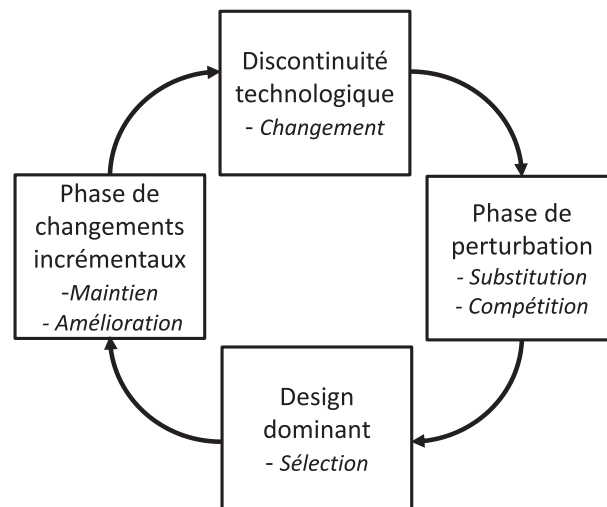 Discontinuité
technologique
- Changement
Phase de
perturbation
- Substitution
- Compétition
Design
dominant
- Sélection
Phase de
changements
incrémentaux
-Maintien
- Amélioration